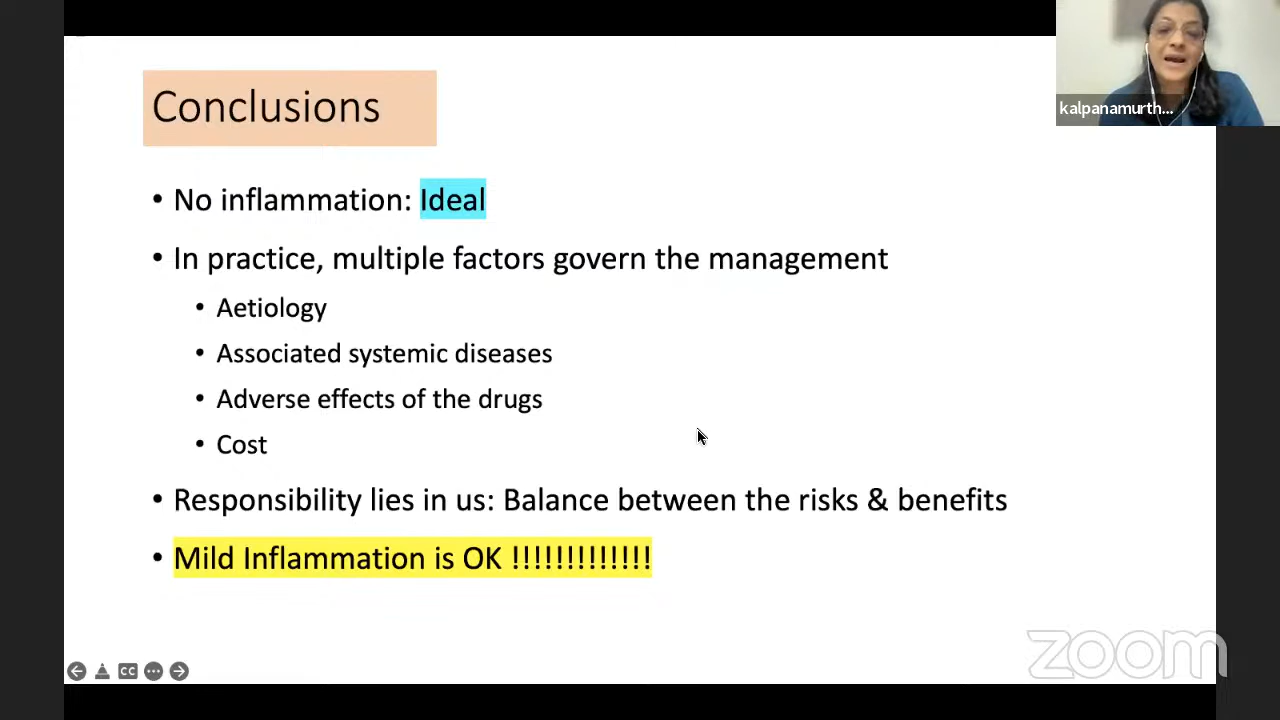 Conclusions
kalpanamurth...
• No inflammation: Ideal
• In practice, multiple factors govern the management
• Aetiology
• Associated systemic diseases
• Adverse effects of the drugs
• Cost
• Responsibility lies in us: Balance between the risks & benefits
• Mild Inflammation is OK !!!!!!!!!!!!!
CC
zoom